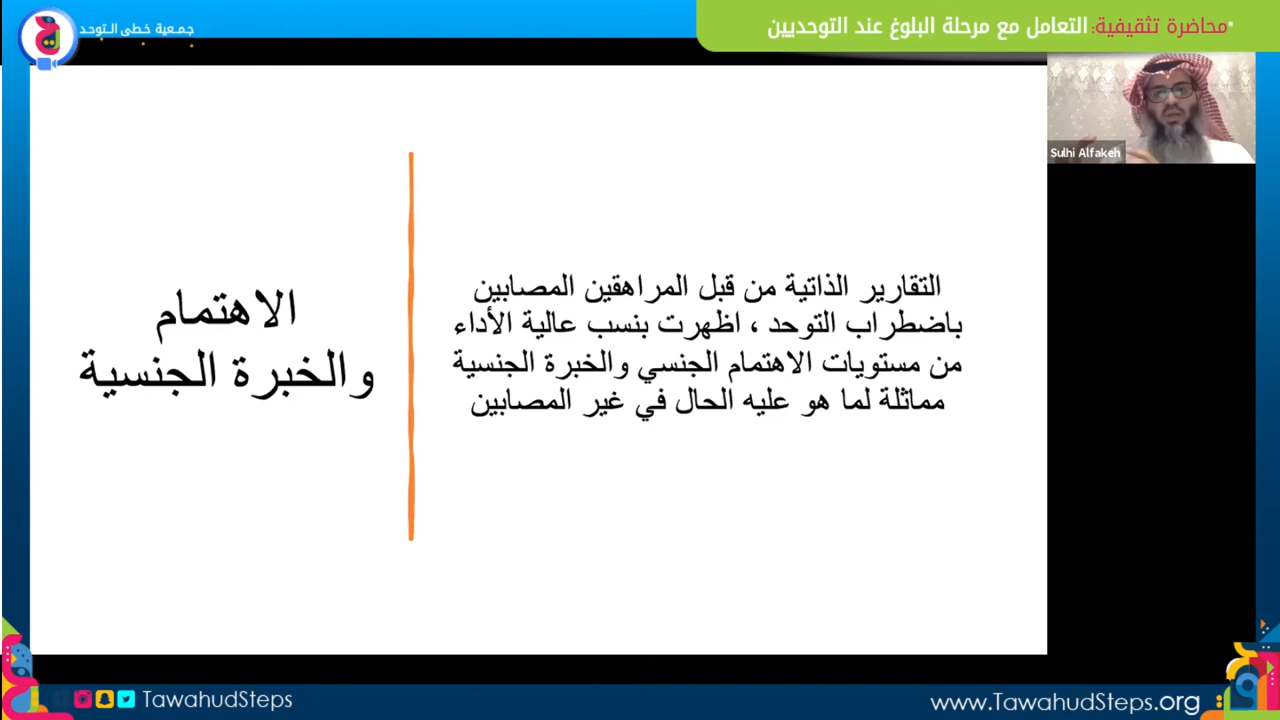 *محاضرة تثقيفية: التعامل مع مرحلة البلوغ عند التوحديين
جمعية خطى التوحد
Sulhi Alfakeh
التقارير الذاتية من قبل المراهقين المصابين
باضطراب التوحد ، اظهرت بنسب عالية الأداء
من مستويات الاهتمام الجنسي والخبرة الجنسية
مماثلة لما هو عليه الحال في غير المصابين
الاهتمام
والخبرة الجنسية
TawahudSteps
www.TawahudSteps.org